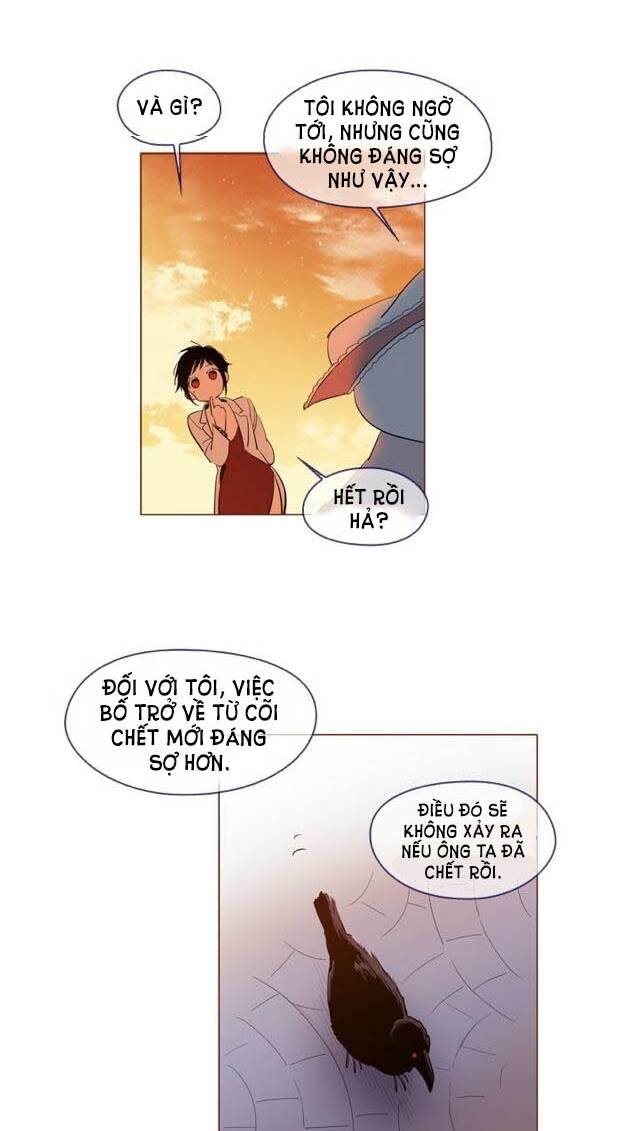 VÀ GÌ?
TÔI KHÔNG NGỜ
TỚI, NHƯNG CŨNG
KHÔNG ĐÁNG SỢ
NHƯ VẬY...
HẾT RỒI
HẢ?
ĐỐI VỚI TÔI, VIỆC
BỐ TRỞ VỀ TỪ CÕI
CHẾT MỚI ĐÁNG
SỢ HƠN.
ĐIỀU ĐÓ SẼ
KHÔNG XẢY RA
NẾU ÔNG TA ĐÃ
CHẾT RỒI.